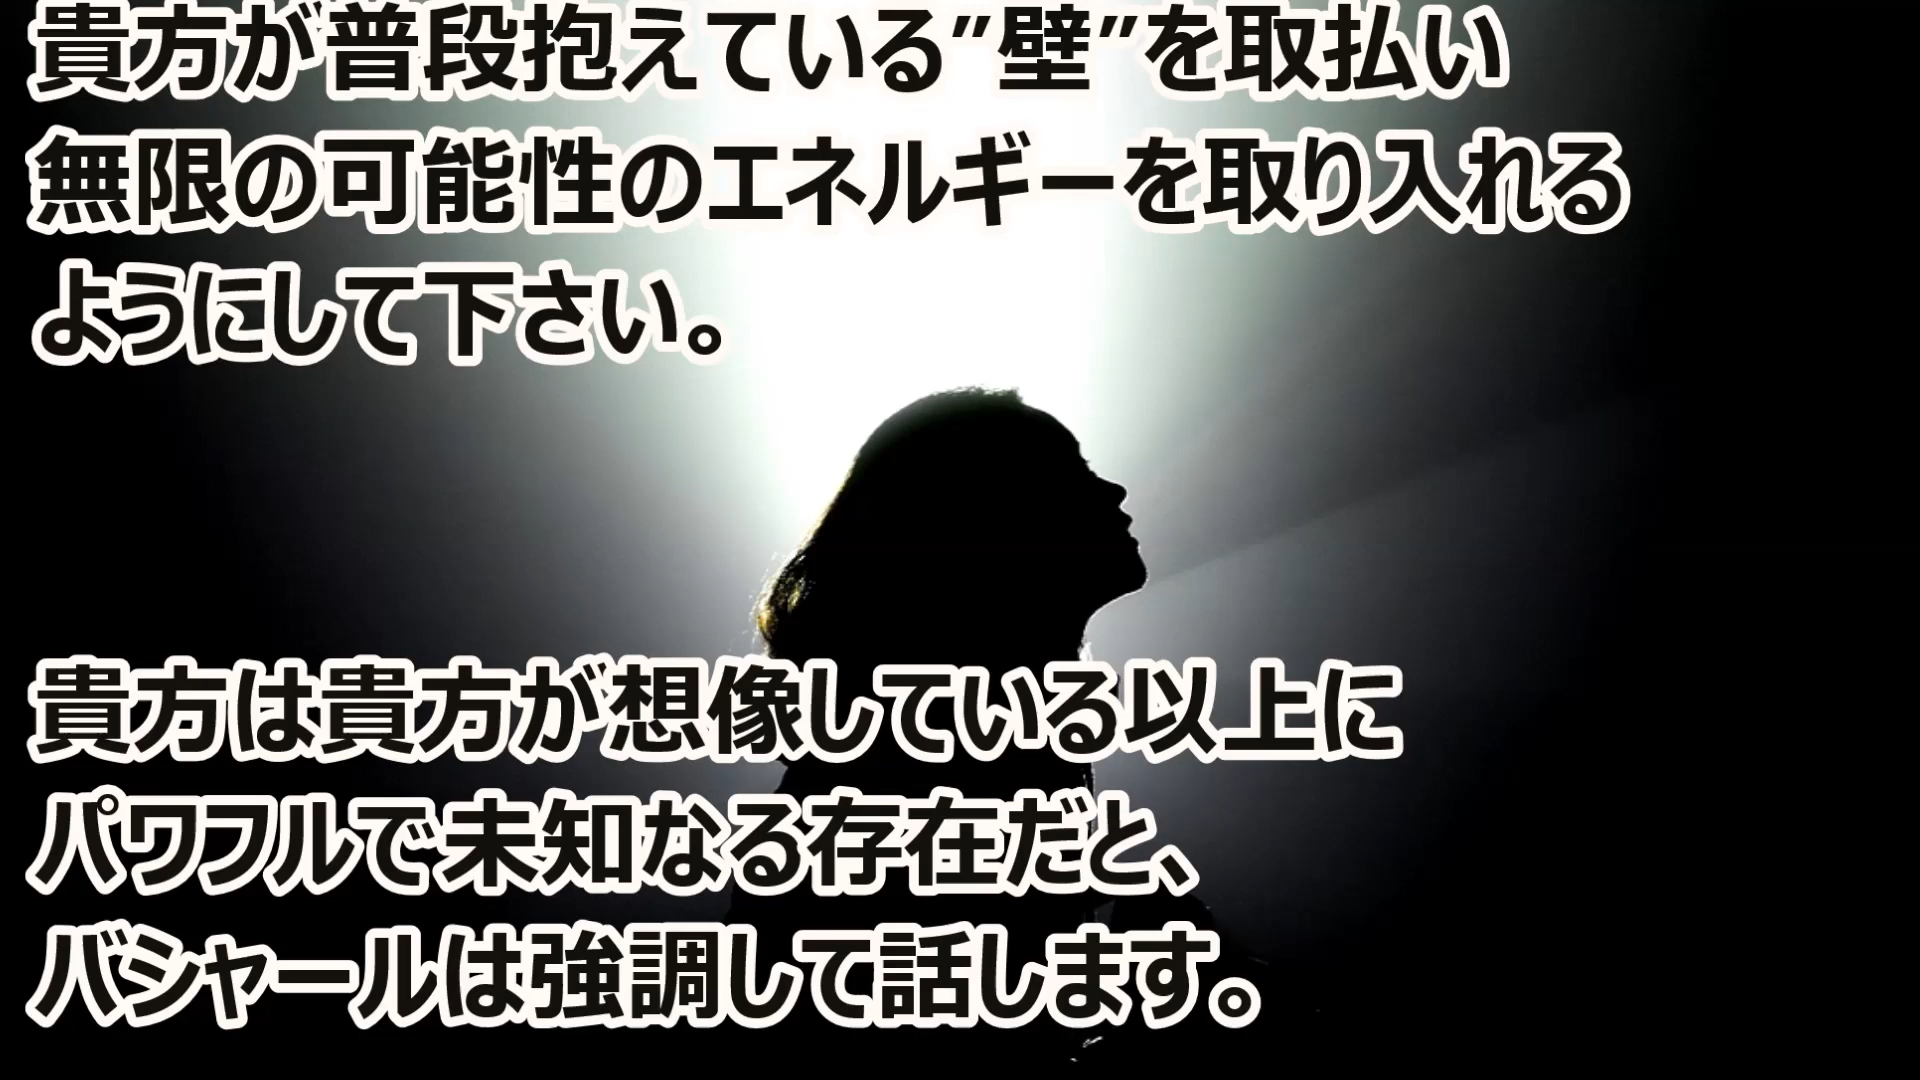 貴方が普段抱えている”壁”を取払い
無限の可能性のエネルギーを取り入れる
ようにして下さい。
貴方は貴方が想像している以上に
パワフルで未知なる存在だと、
バシャールは強調して話します。